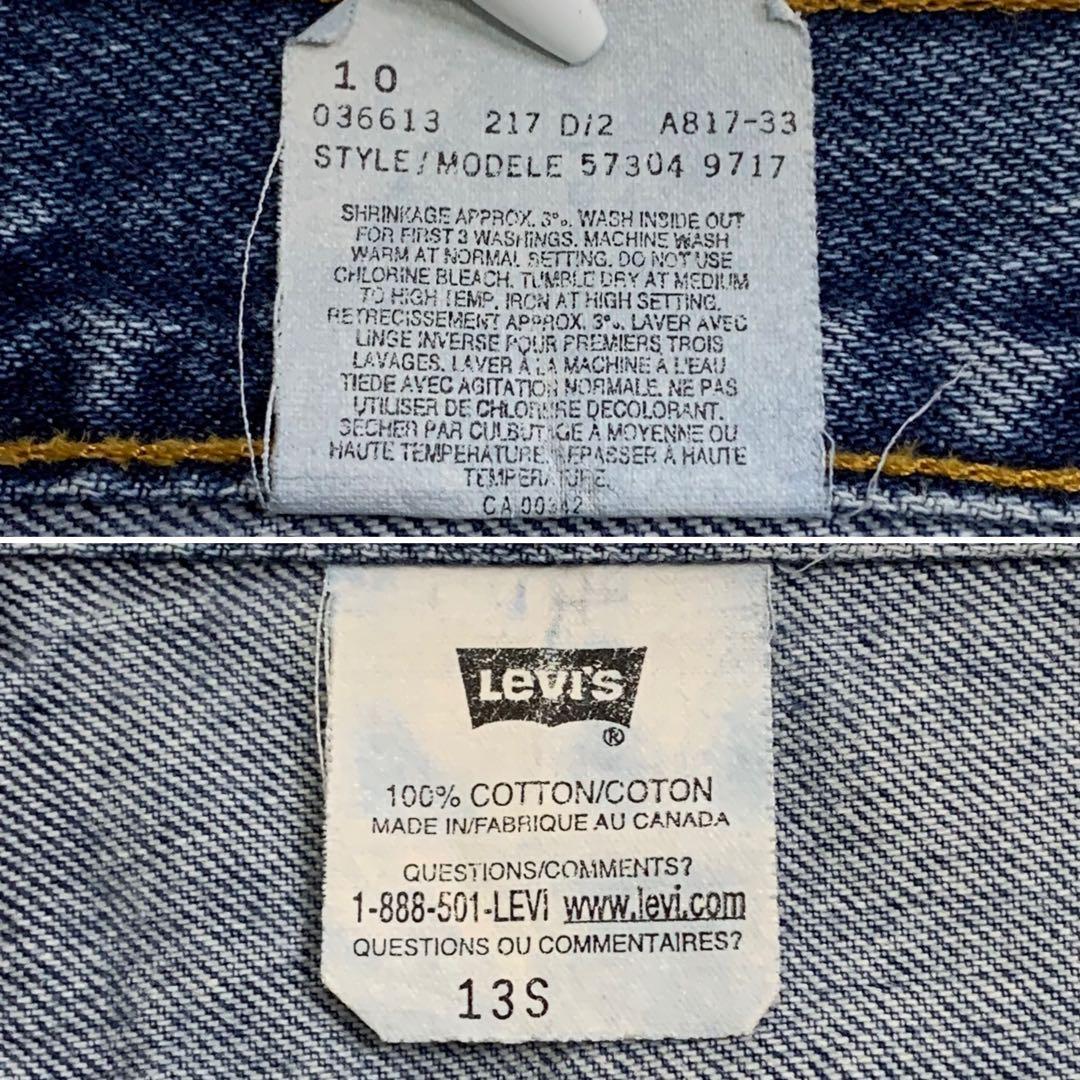 10
036613 217 D/2 A817-33
STYLE/MODELE 57304 9717
SHRINKAGE APPROX. 3%. WASH INSIDE OUT
FOR FIRST 3 WASHINGS. MACHINE WASH
WARM AT NORMAL SETTING. DO NOT USE
CHLORINE BLEACH. TUMBLE DRY AT MEDIUM
TO HIGH TEMP. IRON AT HIGH SETTING.
RETRECISSEMENT APPROX. 3%. LAVER AVEC
LINGE INVERSE POUR PREMIERS TROIS
LAVAGES. LAVER À LA MACHINE À L'EAU
TIEDE AVEC AGITATION NORMALE. NE PAS
UTILISER DE CHLORURE DECOLORANT.
SECHER PAR CULBUTAGE A MOYENNE OU
HAUTE TEMPERATURE. REPASSER À HAUTE
TEMPERATURE.
CA 00342
LEVI'S
®
100% COTTON/COTON
MADE IN/FABRIQUE AU CANADA
QUESTIONS/COMMENTS?
1-888-501-LEVI www.levi.com
QUESTIONS OU COMMENTAIRES?
13S